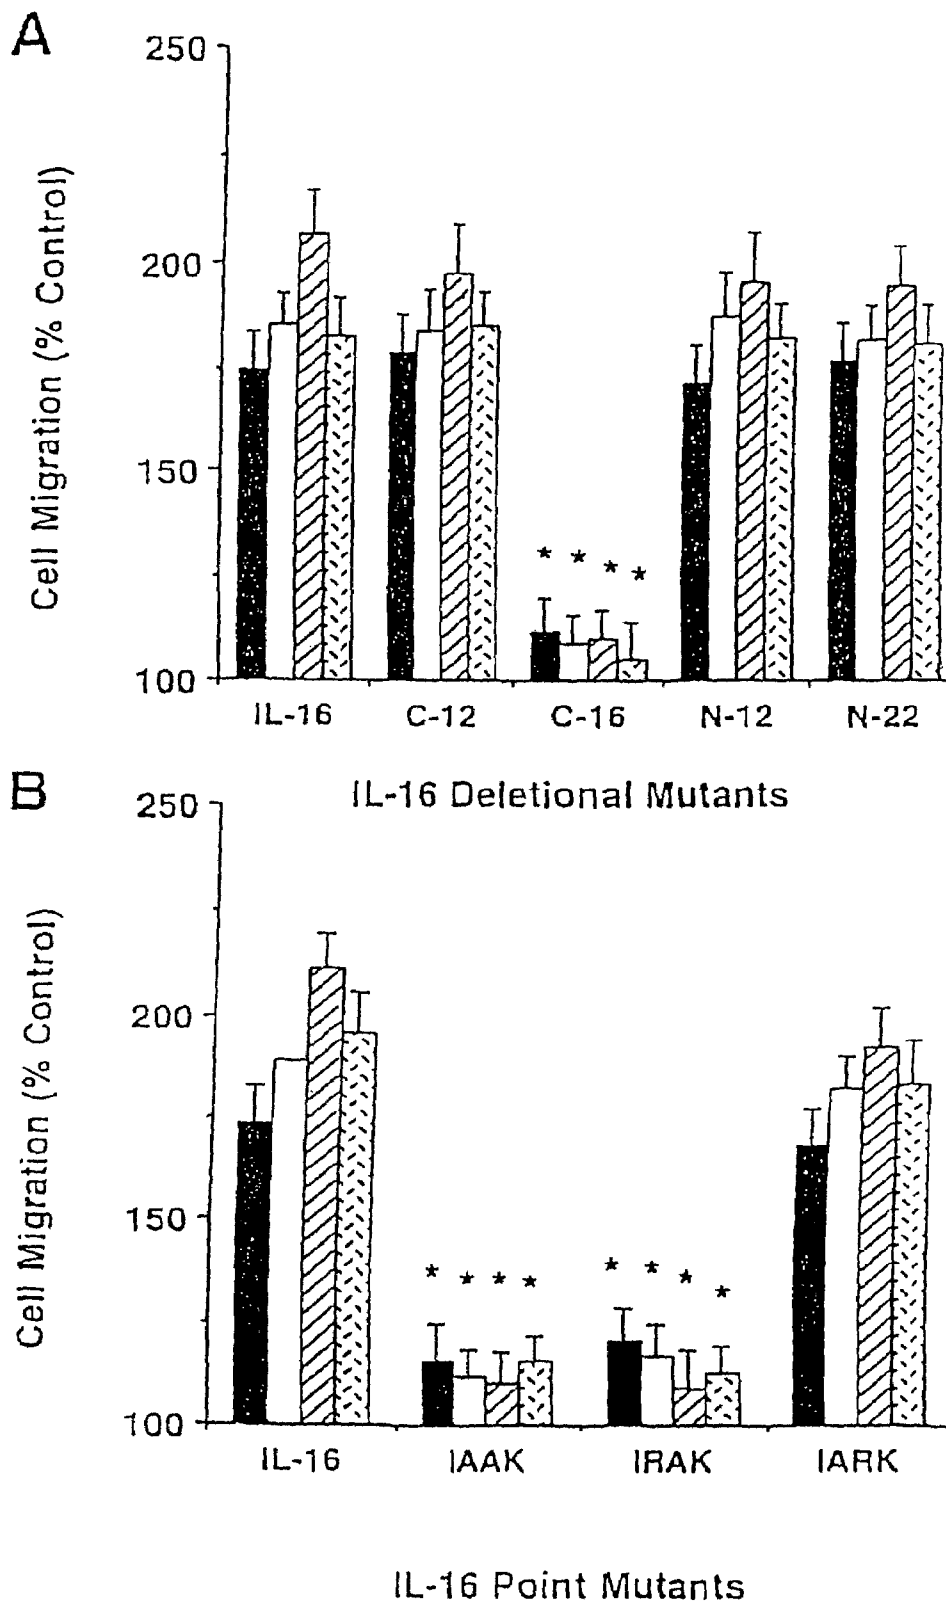 A
250
200
150
100
Cell Migration (% Control)
* * * *
IL-16 C-12 C-16 N-12 N-22
IL-16 Deletional Mutants
B
250
200
150
100
Cell Migration (% Control)
* * * * * * * *
IL-16 IAAK IRAK IARK
IL-16 Point Mutants